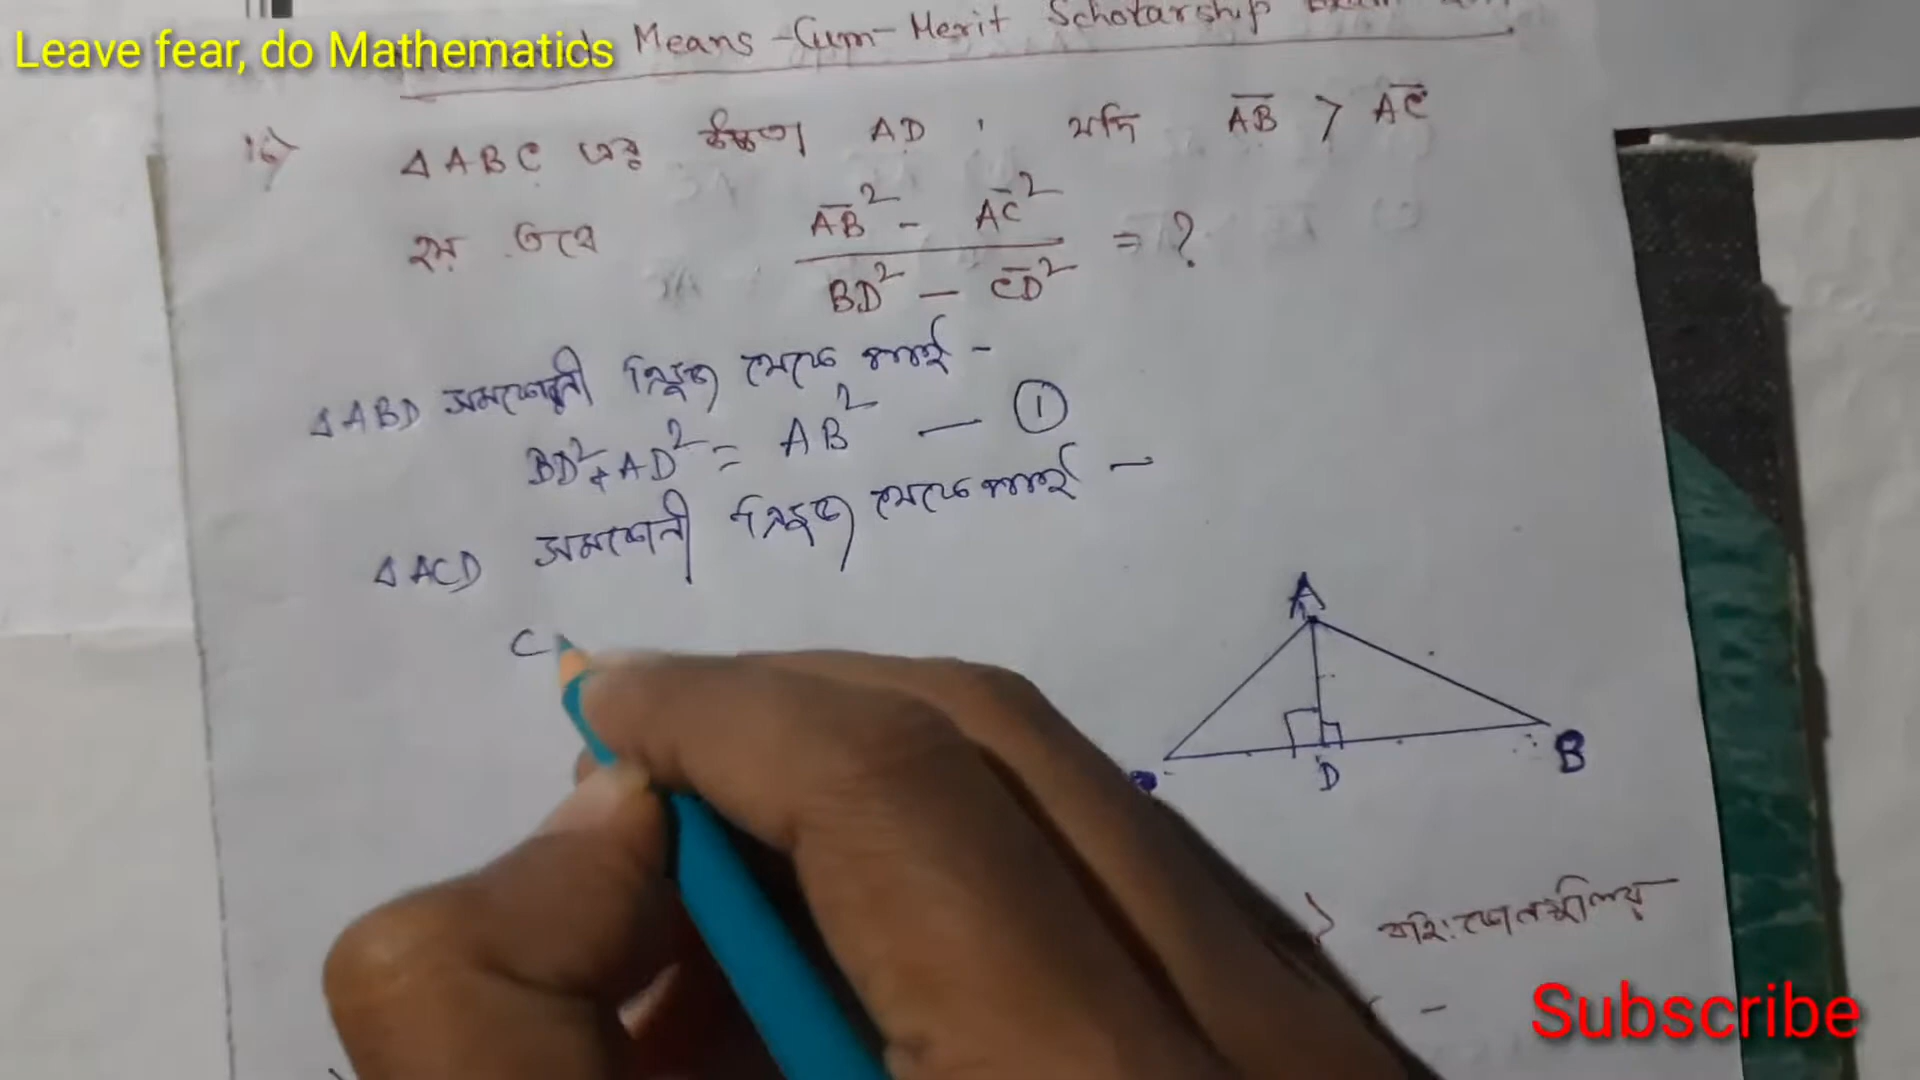 Leave fear, do Mathematics
Means-Cum-Merit Scholarship Exam
16> ΔABC এর উচ্চতা AD, যদি AB > AC
হয় তবে (AB² - AC²) / (BD² - CD²) = ?
ΔABD সমকোণী ত্রিভুজ থেকে পাই -
BD² + AD² = AB² — ①
ΔACD সমকোণী ত্রিভুজ থেকে পাই -
C
A
D
B
Subscribe